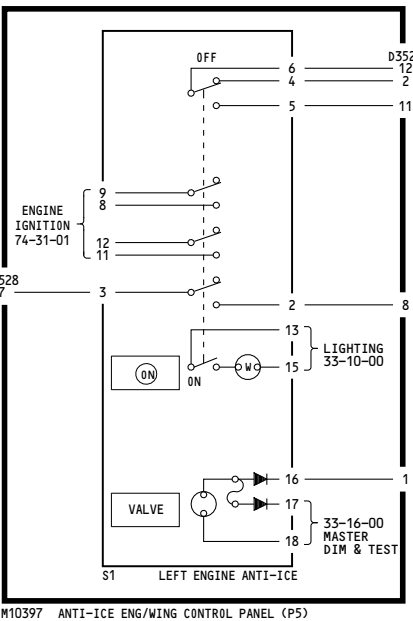 OFF
D352
6 12
4 2
5 11
9
8
ENGINE
IGNITION
74-31-01
12
11
528
7 3
2 8
13
LIGHTING
33-10-00
ON
ON
W
15
16 1
17
VALVE
33-16-00
MASTER
DIM & TEST
18
S1 LEFT ENGINE ANTI-ICE
M10397 ANTI-ICE ENG/WING CONTROL PANEL (P5)